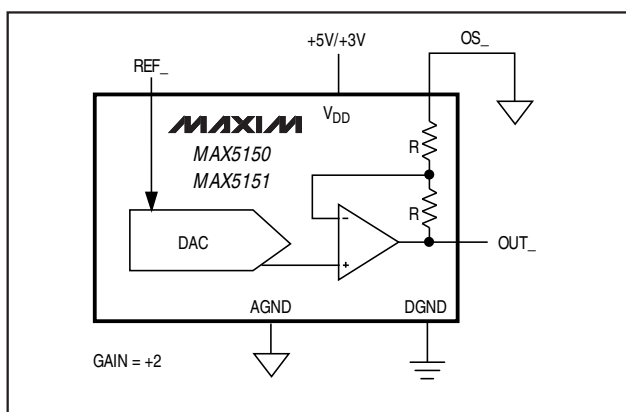 +5V/+3V
OS_
REF_
VDD
MAXIM
MAX5150
MAX5151
R
R
DAC
-
+
OUT_
AGND
DGND
GAIN = +2